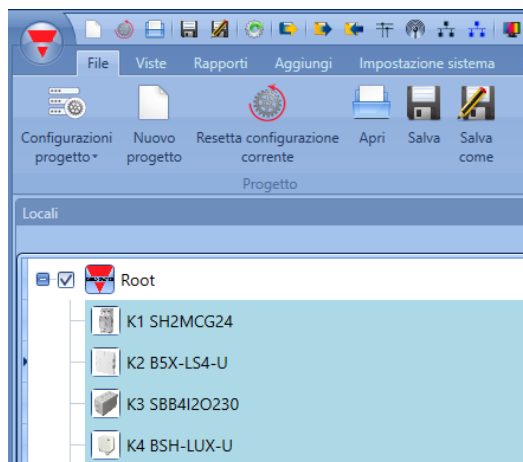 File Viste Rapporti Aggiungi Impostazione sistema
Configurazioni progetto
Nuovo progetto
Resetta configurazione corrente
Apri
Salva
Salva come
Progetto
Locali
Root
K1 SH2MCG24
K2 B5X-LS4-U
K3 SBB4I2O230
K4 BSH-LUX-U